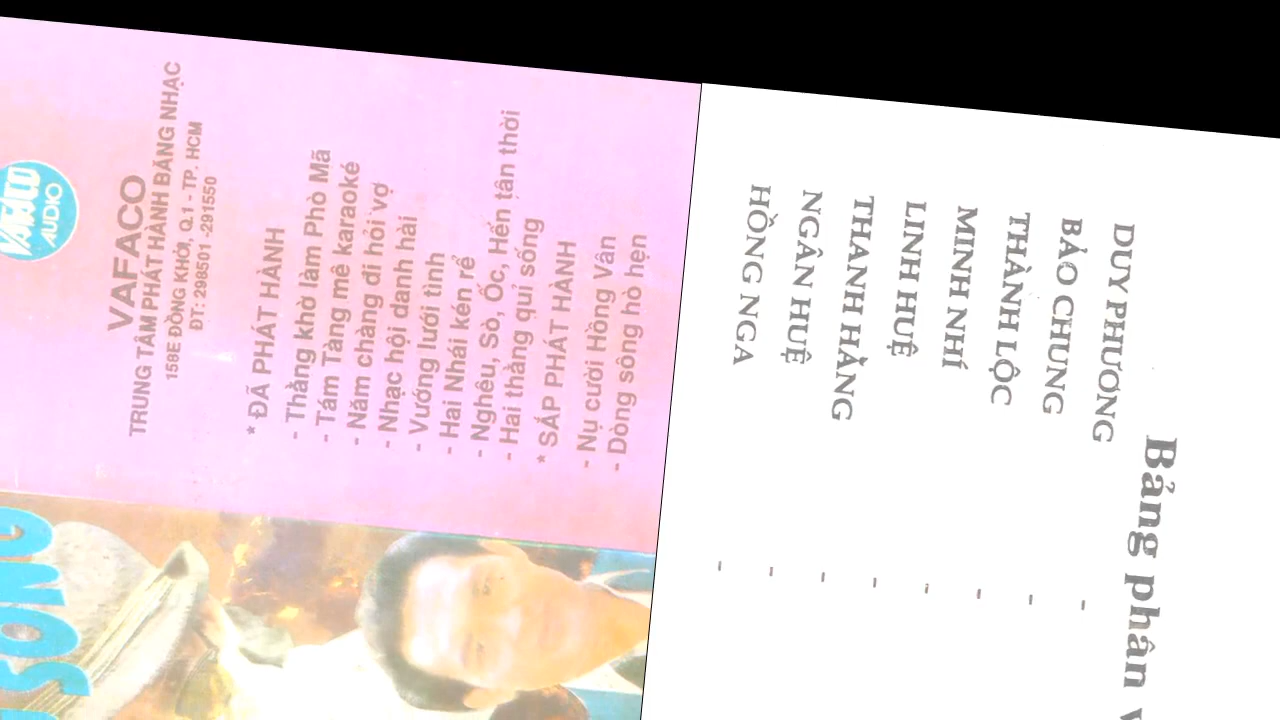 VAFACO
AUDIO
VAFACO
TRUNG TÂM PHÁT HÀNH BĂNG NHẠC
158E ĐỒNG KHỞI, Q.1 - TP. HCM
ĐT: 298501 -291550
* ĐÃ PHÁT HÀNH
- Thằng khờ làm Phò Mã
- Tám Tàng mê karaoké
- Năm chàng đi hỏi vợ
- Nhạc hội danh hài
- Vướng lưới tình
- Hai Nhái kén rể
- Nghêu, Sò, Ốc, Hến tân thời
- Hai thằng quỉ sống
* SẮP PHÁT HÀNH
- Nụ cười Hồng Vân
- Dòng sông hò hẹn
SONG
Bảng phân
DUY PHƯƠNG -
BẢO CHUNG -
THÀNH LỘC -
MINH NHÍ -
LINH HUỆ -
THANH HẰNG -
NGÂN HUỆ -
HỒNG NGA -